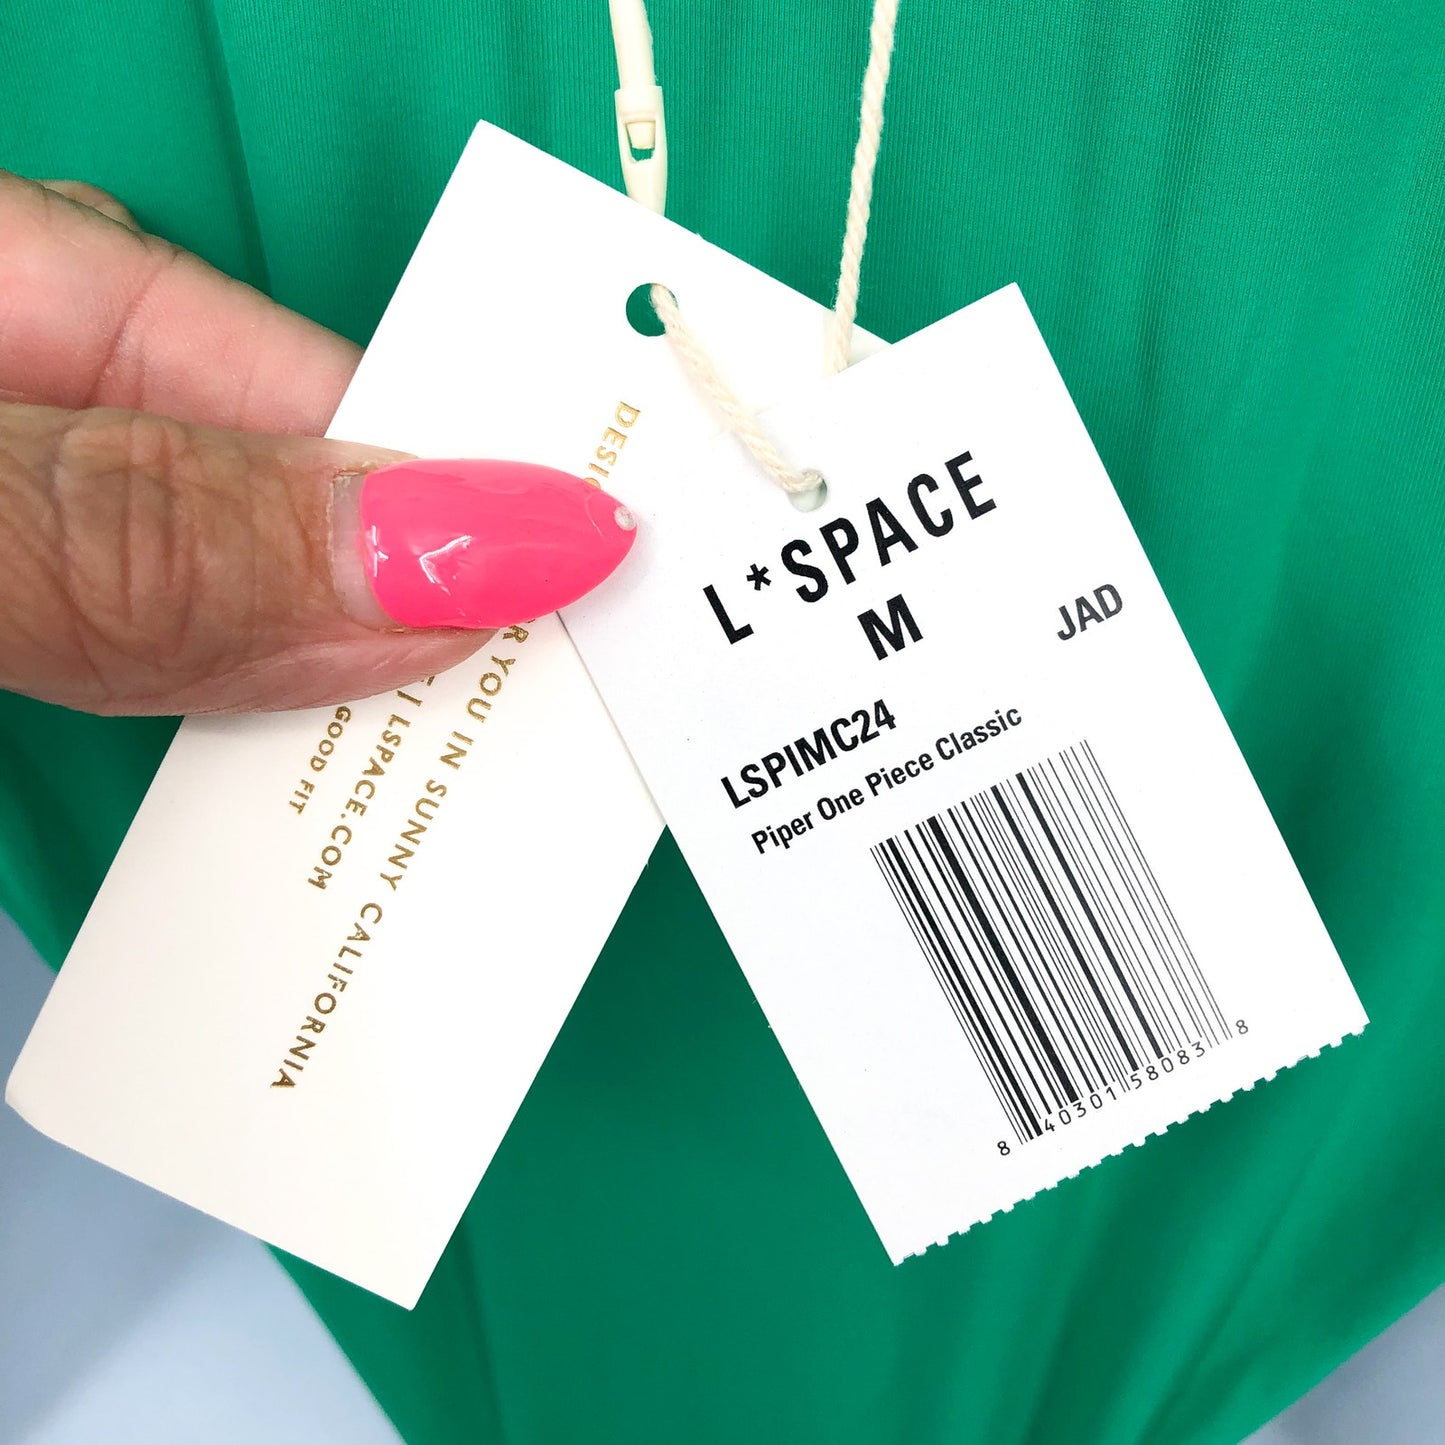 L*SPACE
M JAD
LSPIMC24
Piper One Piece Classic
8 40301 58083 8
YOU IN SUNNY CALIFORNIA
LSPACE.COM
GOOD FIT